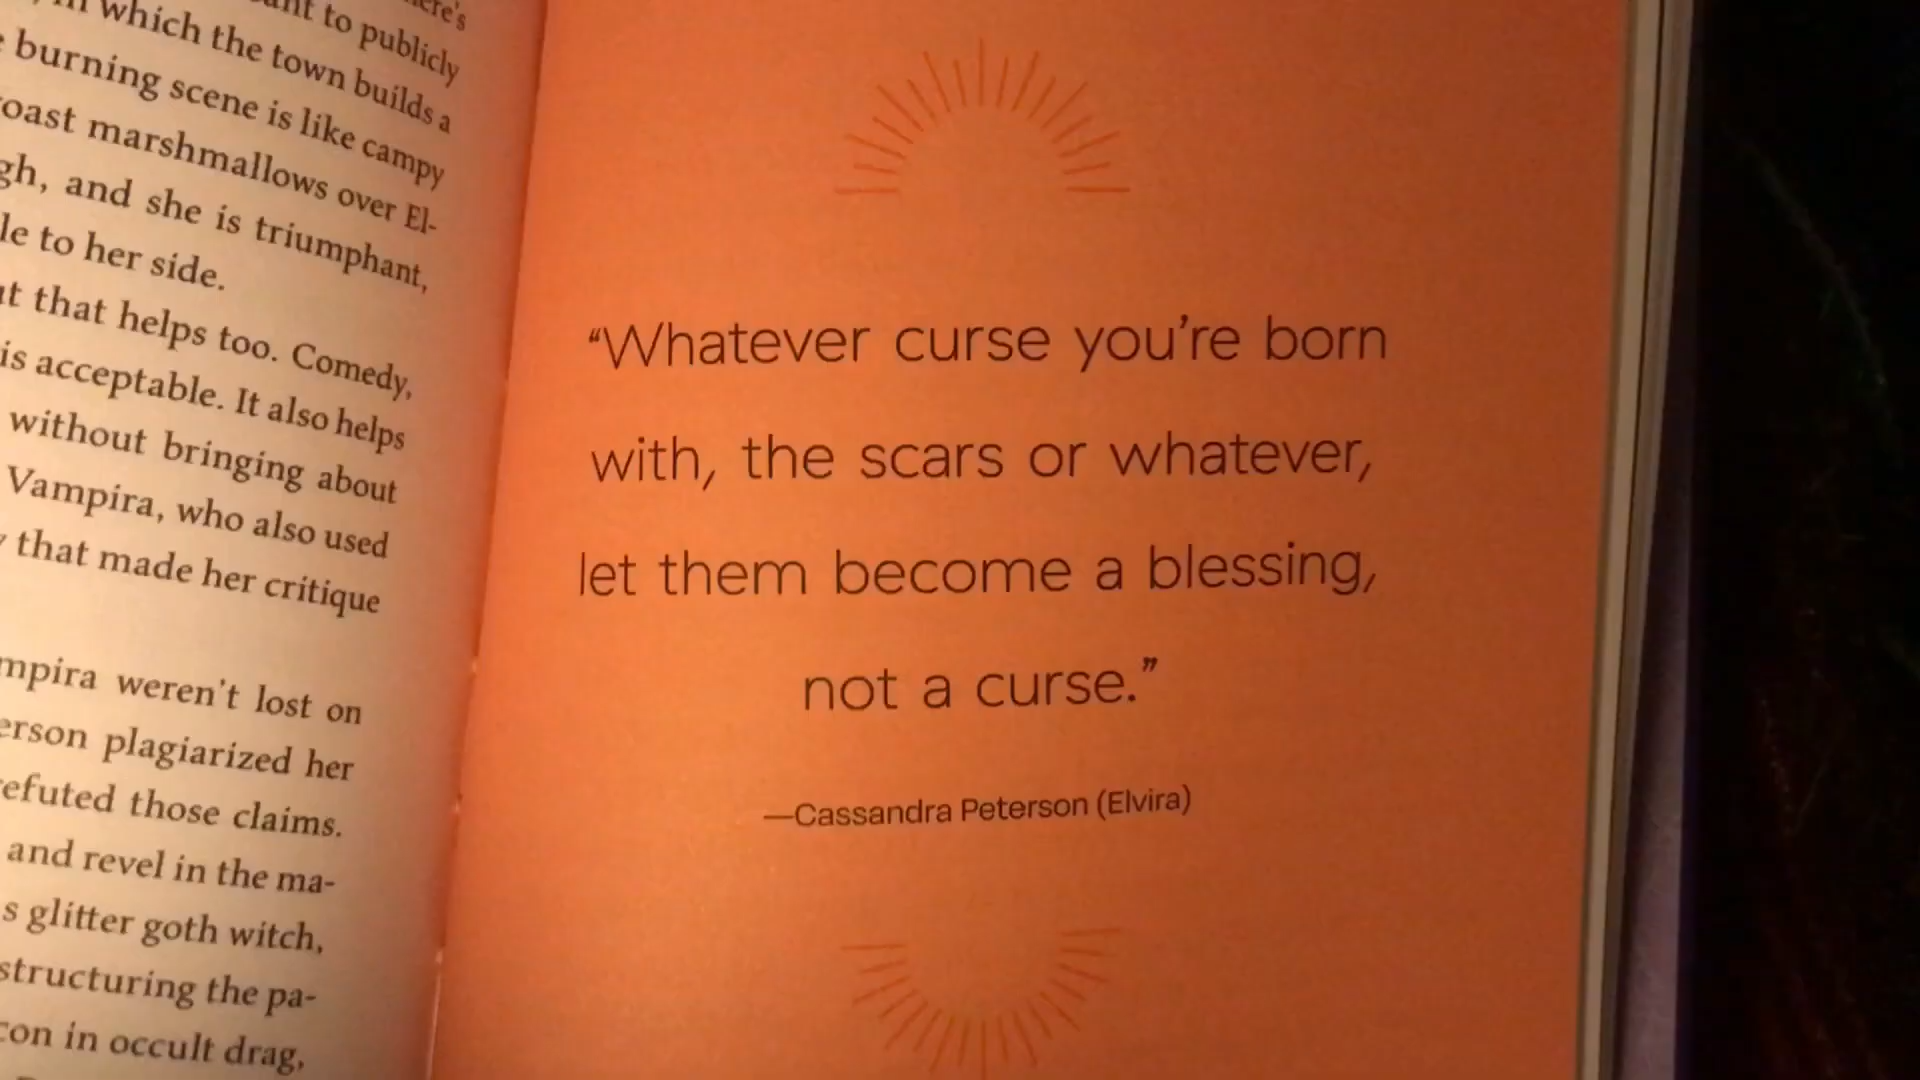 here's
ant to publicly
in which the town builds a
burning scene is like campy
oast marshmallows over El-
gh, and she is triumphant,
le to her side.
t that helps too. Comedy,
is acceptable. It also helps
without bringing about
Vampira, who also used
that made her critique
mpira weren't lost on
erson plagiarized her
efuted those claims.
and revel in the ma-
s glitter goth witch,
structuring the pa-
con in occult drag,
“Whatever curse you’re born
with, the scars or whatever,
let them become a blessing,
not a curse.”
—Cassandra Peterson (Elvira)